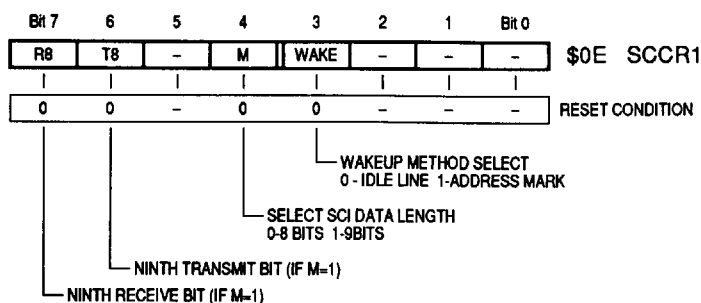 Bit 7 6 5 4 3 2 1 Bit 0
R8 T8 – M WAKE – – – $0E SCCR1
0 0 – 0 0 – – – RESET CONDITION
WAKEUP METHOD SELECT
0 - IDLE LINE 1-ADDRESS MARK
SELECT SCI DATA LENGTH
0-8 BITS 1-9BITS
NINTH TRANSMIT BIT (IF M=1)
NINTH RECEIVE BIT (IF M=1)